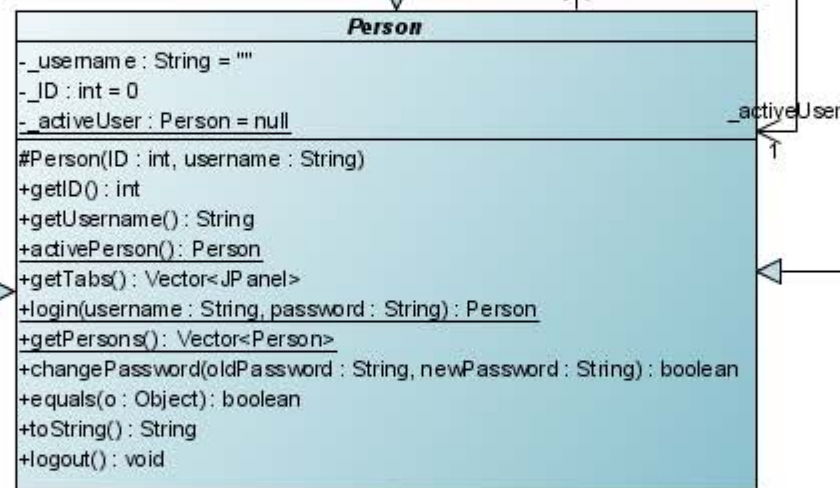 Person
-_username : String = ""
-_ID : int = 0
-_activeUser : Person = null
_activeUser
1
#Person(ID : int, username : String)
+getID() : int
+getUsername() : String
+activePerson() : Person
+getTabs() : Vector<JPanel>
+login(username : String, password : String) : Person
+getPersons() : Vector<Person>
+changePassword(oldPassword : String, newPassword : String) : boolean
+equals(o : Object) : boolean
+toString() : String
+logout() : void